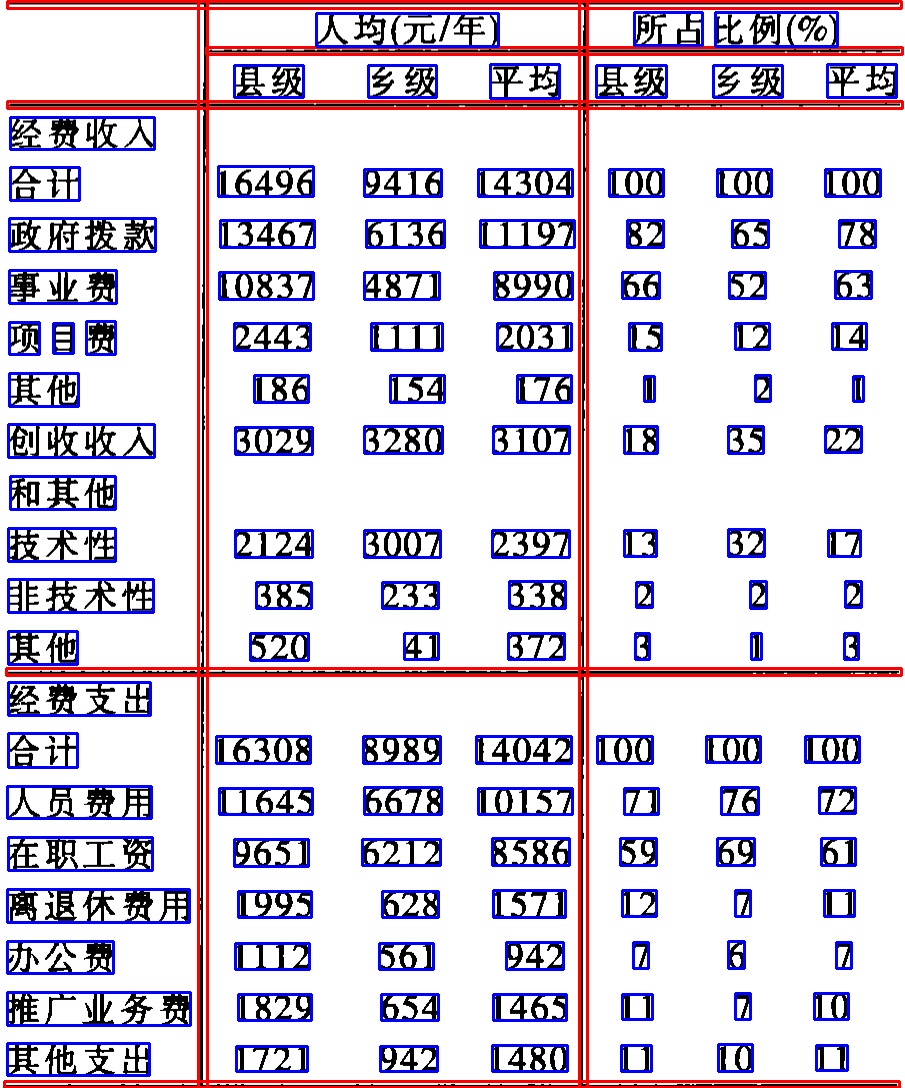 人均(元/年) 所占比例(%)
县级 乡级 平均 县级 乡级 平均
经费收入
合计 16496 9416 14304 100 100 100
政府拨款 13467 6136 11197 82 65 78
事业费 10837 4871 8990 66 52 63
项目费 2443 1111 2031 15 12 14
其他 186 154 176 1 2 1
创收收入 3029 3280 3107 18 35 22
和其他
技术性 2124 3007 2397 13 32 17
非技术性 385 233 338 2 2 2
其他 520 41 372 3 1 3
经费支出
合计 16308 8989 14042 100 100 100
人员费用 11645 6678 10157 71 76 72
在职工资 9651 6212 8586 59 69 61
离退休费用 1995 628 1571 12 7 11
办公费 1112 561 942 7 6 7
推广业务费 1829 654 1465 11 7 10
其他支出 1721 942 1480 11 10 11